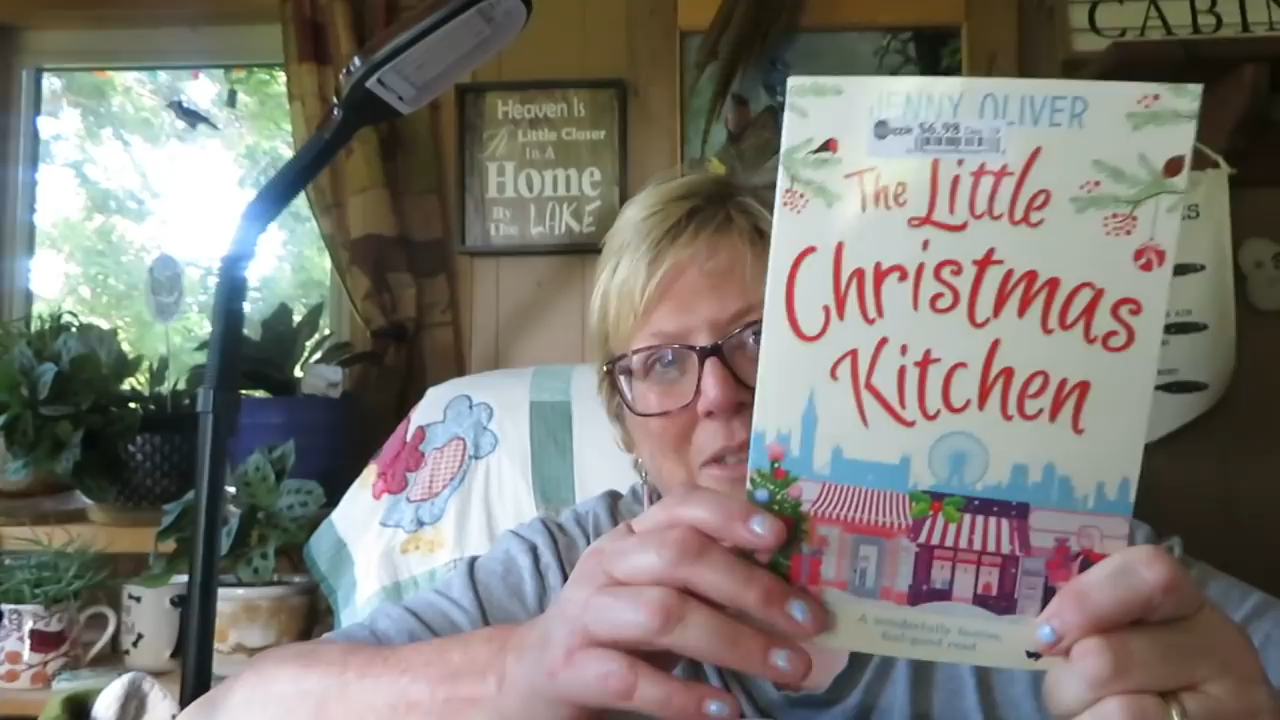 CABIN
Heaven Is
A Little Closer
In A
Home
By The LAKE
JENNY OLIVER
$6.98
The Little
Christmas
Kitchen
A wonderfully festive,
feel-good read